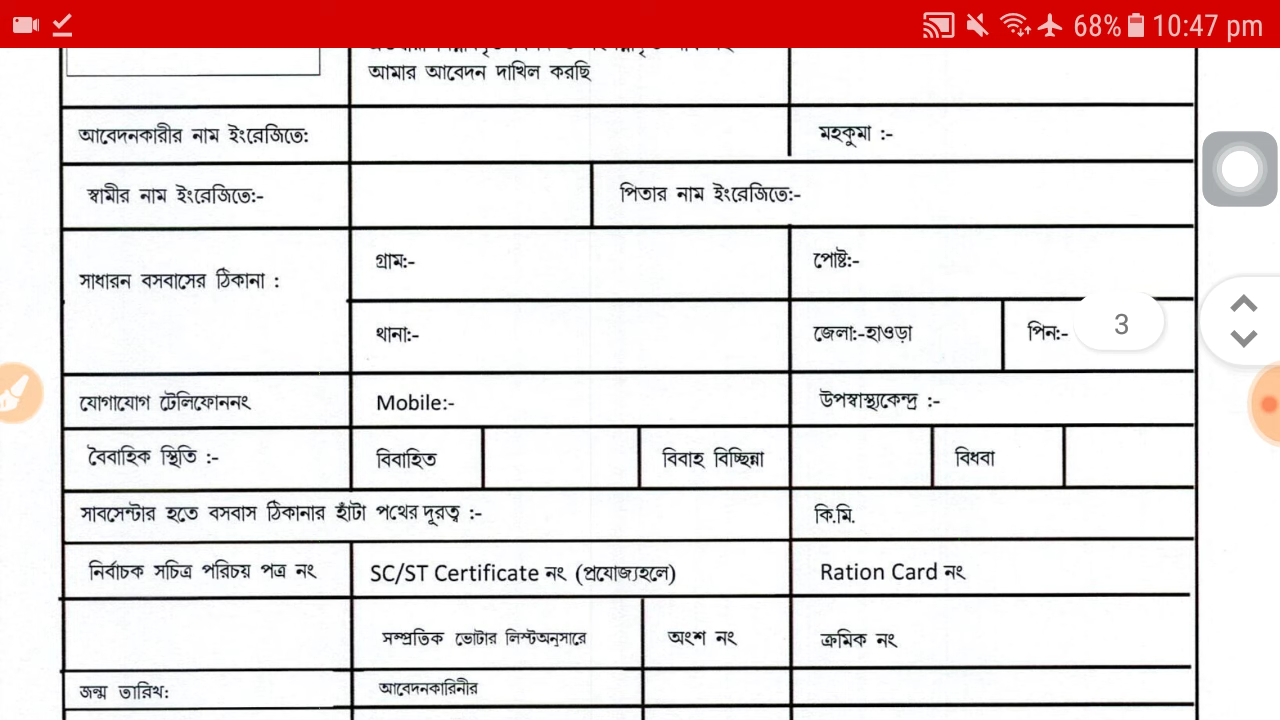 68% 10:47 pm
আমার আবেদন দাখিল করছি
আবেদনকারীর নাম ইংরেজিতে:
মহকুমা :-
স্বামীর নাম ইংরেজিতে:-
পিতার নাম ইংরেজিতে:-
সাধারন বসবাসের ঠিকানা :
গ্রাম:-
পোষ্ট:-
থানা:-
জেলা:-হাওড়া
পিন:-
3
যোগাযোগ টেলিফোননং
Mobile:-
উপস্বাস্থ্যকেন্দ্র :-
বৈবাহিক স্থিতি :-
বিবাহিত
বিবাহ বিচ্ছিন্না
বিধবা
সাবসেন্টার হতে বসবাস ঠিকানার হাঁটা পথের দূরত্ব :-
কি.মি.
নির্বাচক সচিত্র পরিচয় পত্র নং
SC/ST Certificate নং (প্রযোজ্যহলে)
Ration Card নং
সম্প্রতিক ভোটার লিস্টঅনুসারে
অংশ নং
ক্রমিক নং
জন্ম তারিখ:
আবেদনকারিনীর